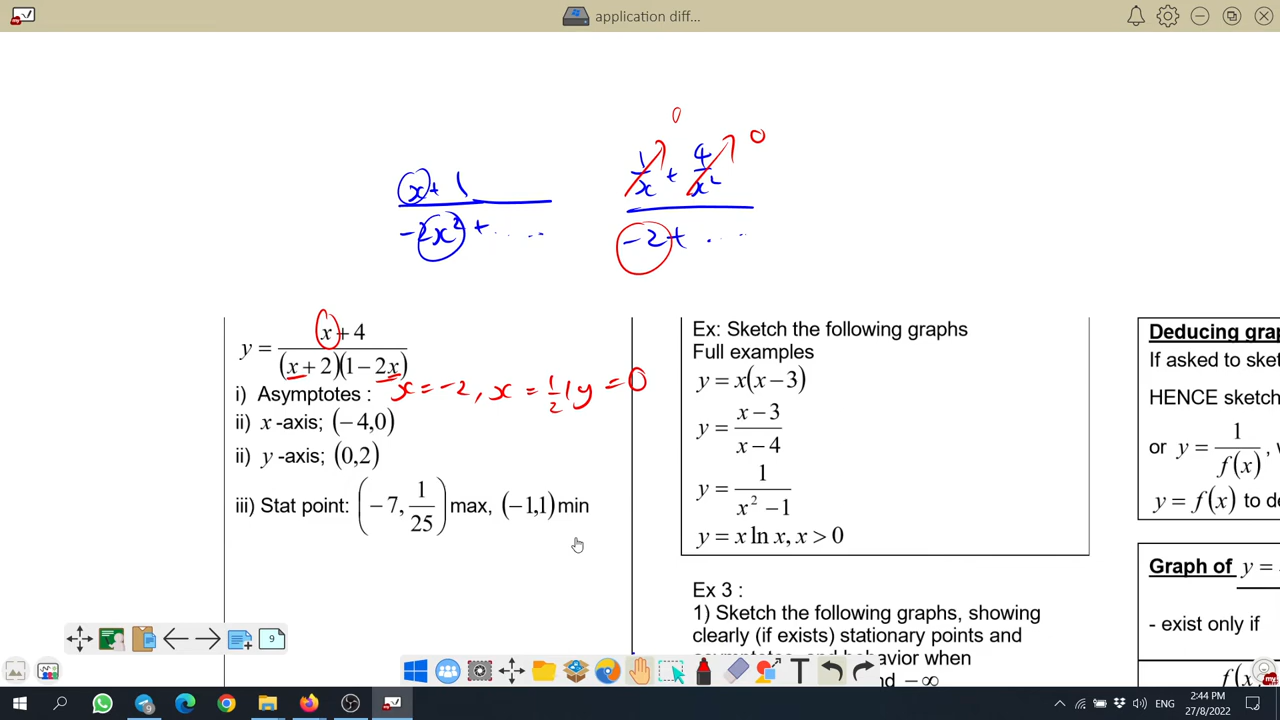 application diff...
0
0
x + 1
-2x² + .....
1/x + 4/x²
-2 + .....
y = (x + 4)/((x + 2)(1 − 2x))
i) Asymptotes : x = -2, x = 1/2, y = 0
ii) x -axis; (− 4,0)
ii) y -axis; (0,2)
iii) Stat point: (− 7, 1/25) max, (− 1,1) min
Ex: Sketch the following graphs
Full examples
y = x(x − 3)
y = (x − 3)/(x − 4)
y = 1/(x² − 1)
y = x ln x, x > 0
Ex 3 :
1) Sketch the following graphs, showing
clearly (if exists) stationary points and
behavior when
nd − ∞
Deducing gra
If asked to sket
HENCE sketch
or y = 1/f(x) ,
y = f(x) to de
Graph of y =
- exist only if
f(x
9
T
ENG
2:44 PM
27/8/2022